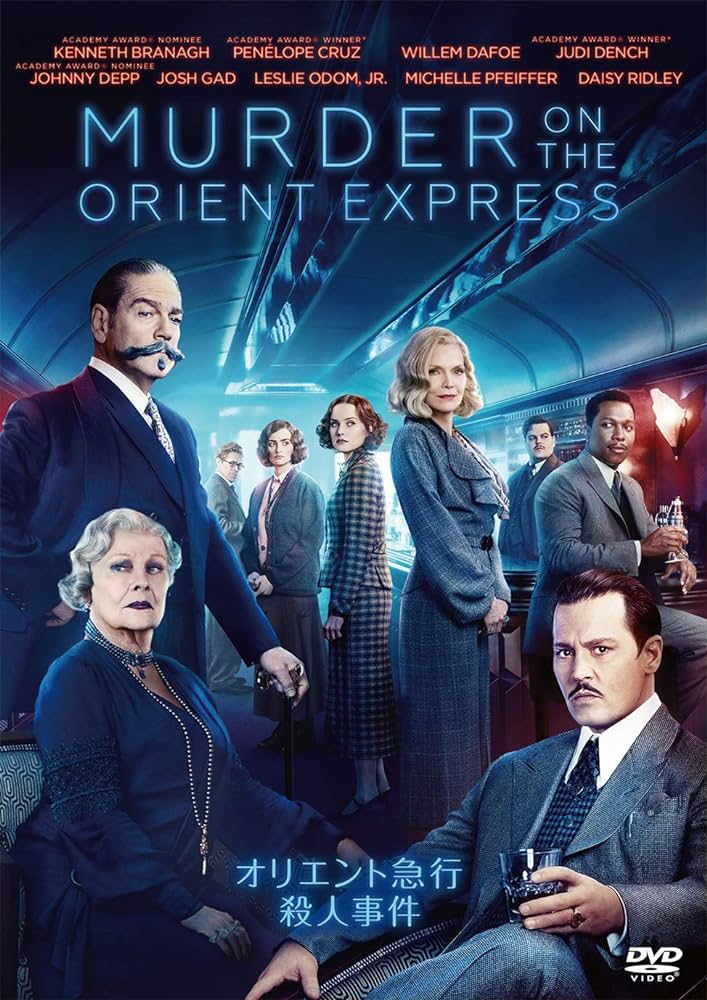 ACADEMY AWARD® NOMINEE
KENNETH BRANAGH
ACADEMY AWARD® WINNER*
PENÉLOPE CRUZ
WILLEM DAFOE
ACADEMY AWARD® WINNER*
JUDI DENCH
ACADEMY AWARD® NOMINEE
JOHNNY DEPP JOSH GAD LESLIE ODOM, JR. MICHELLE PFEIFFER DAISY RIDLEY
MURDER ON THE
ORIENT EXPRESS
オリエント急行
殺人事件
DVD
VIDEO®